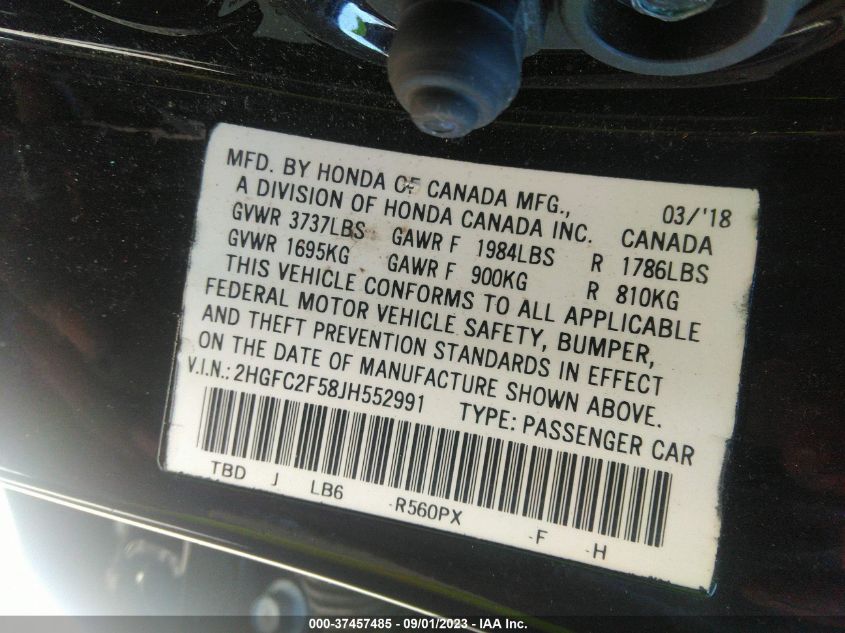 MFD. BY HONDA OF CANADA MFG., 03/'18
A DIVISION OF HONDA CANADA INC. CANADA
GVWR 3737LBS GAWR F 1984LBS R 1786LBS
GVWR 1695KG GAWR F 900KG R 810KG
THIS VEHICLE CONFORMS TO ALL APPLICABLE
FEDERAL MOTOR VEHICLE SAFETY, BUMPER,
AND THEFT PREVENTION STANDARDS IN EFFECT
ON THE DATE OF MANUFACTURE SHOWN ABOVE.
V.I.N.: 2HGFC2F58JH552991 TYPE: PASSENGER CAR
TBD J LB6 -R560PX -F -H
000-37457485 - 09/01/2023 - IAA Inc.